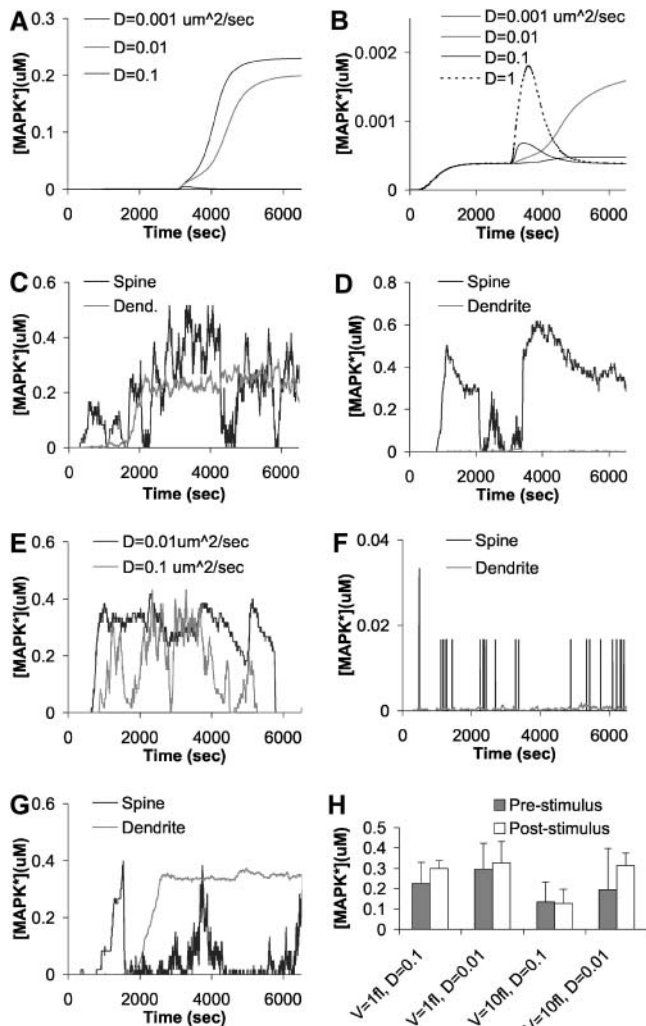 A
D=0.001 um^2/sec
D=0.01
D=0.1
[MAPK*](uM)
0.3
0.2
0.1
0
0 2000 4000 6000
Time (sec)
B
D=0.001 um^2/sec
D=0.01
D=0.1
D=1
[MAPK*](uM)
0.002
0.001
0
0 2000 4000 6000
Time (sec)
C
Spine
Dend.
[MAPK*](uM)
0.6
0.4
0.2
0
0 2000 4000 6000
Time (sec)
D
Spine
Dendrite
[MAPK*](uM)
0.8
0.6
0.4
0.2
0
0 2000 4000 6000
Time (sec)
E
D=0.01um^2/sec
D=0.1 um^2/sec
[MAPK*](uM)
0.6
0.4
0.2
0
0 2000 4000 6000
Time (sec)
F
Spine
Dendrite
[MAPK*](uM)
0.04
0.02
0
0 2000 4000 6000
Time (sec)
G
Spine
Dendrite
[MAPK*](uM)
0.6
0.4
0.2
0
0 2000 4000 6000
Time (sec)
H
Pre-stimulus
Post-stimulus
[MAPK*](uM)
0.5
0.4
0.3
0.2
0.1
0
V=1fl, D=0.1
V=1fl, D=0.01
V=10fl, D=0.1
V=10fl, D=0.01